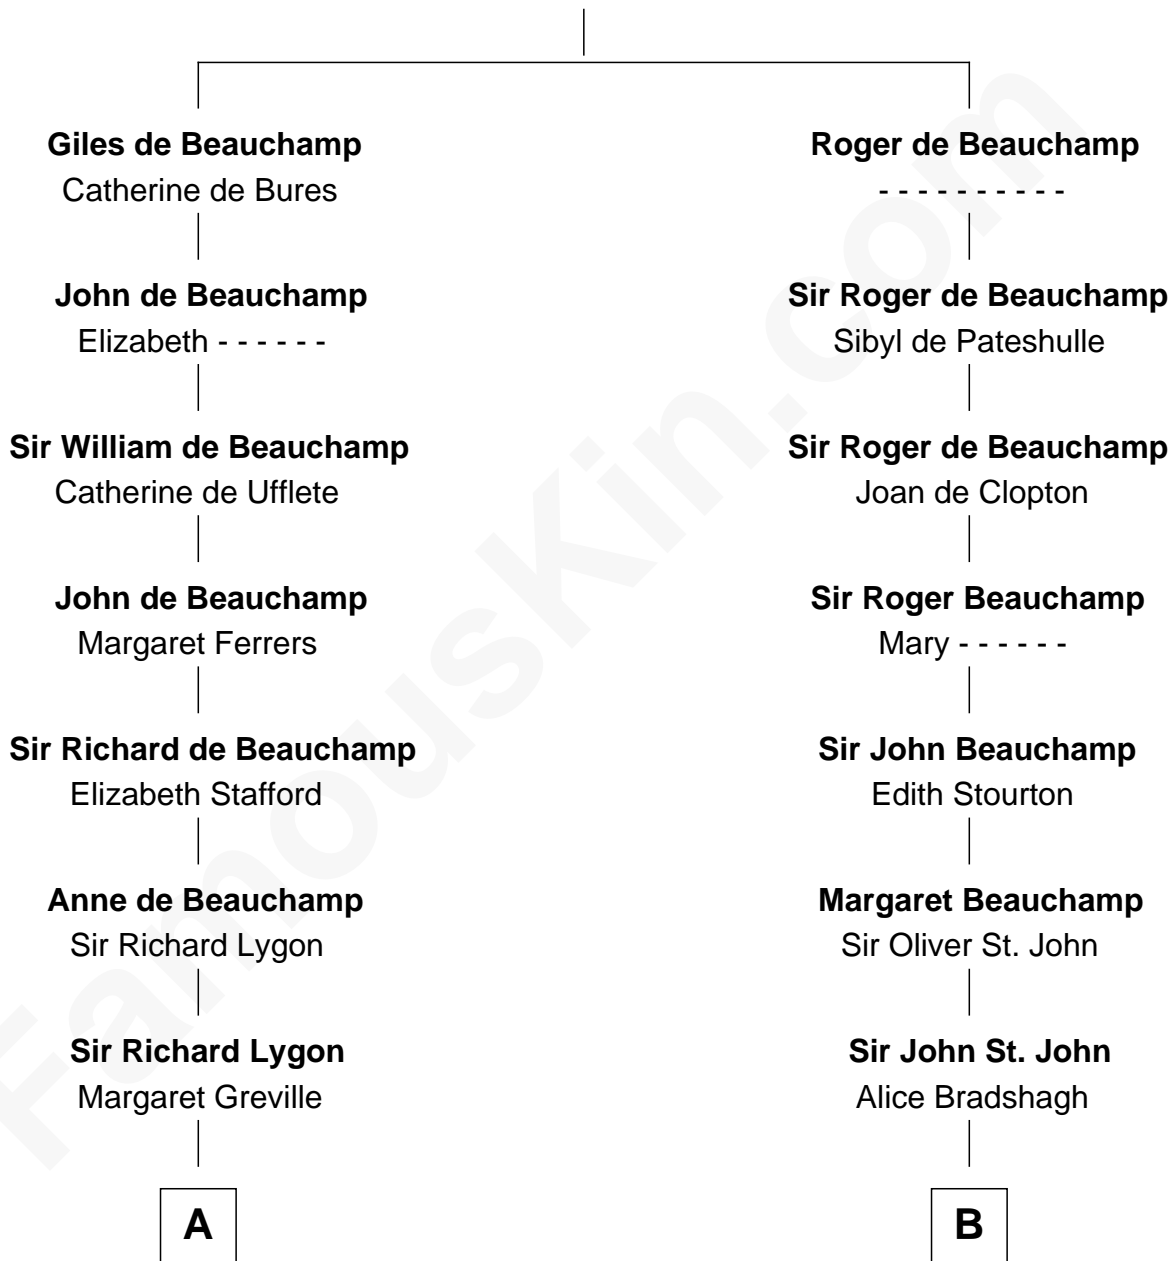 Giles de Beauchamp
Catherine de Bures
John de Beauchamp
Elizabeth - - - - - -
Sir William de Beauchamp
Catherine de Ufflete
John de Beauchamp
Margaret Ferrers
Sir Richard de Beauchamp
Elizabeth Stafford
Anne de Beauchamp
Sir Richard Lygon
Sir Richard Lygon
Margaret Greville
A
Roger de Beauchamp
- - - - - - - - - -
Sir Roger de Beauchamp
Sibyl de Pateshulle
Sir Roger de Beauchamp
Joan de Clopton
Sir Roger Beauchamp
Mary - - - - - -
Sir John Beauchamp
Edith Stourton
Margaret Beauchamp
Sir Oliver St. John
Sir John St. John
Alice Bradshagh
B
FamousKin.com